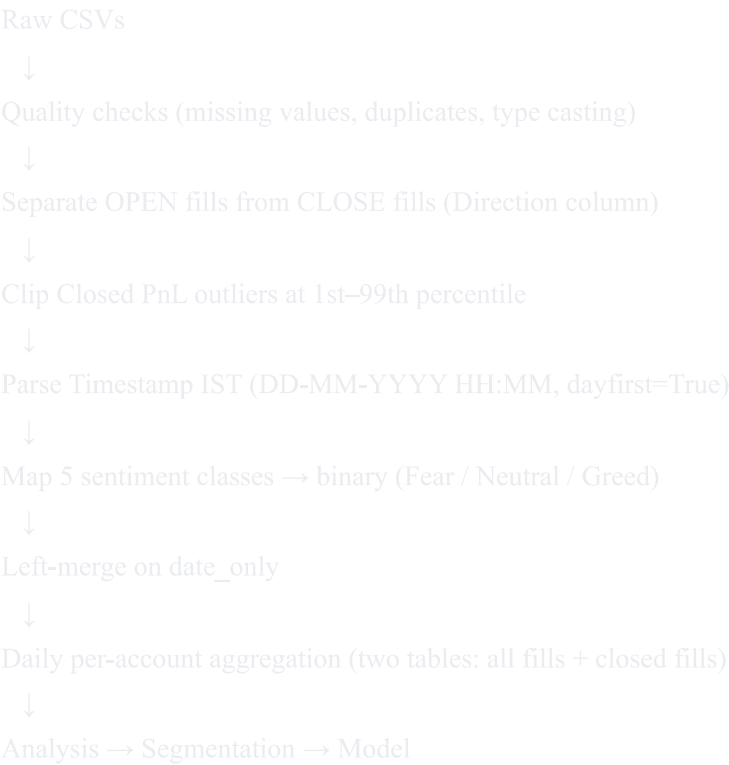 Raw CSVs
↓
Quality checks (missing values, duplicates, type casting)
↓
Separate OPEN fills from CLOSE fills (Direction column)
↓
Clip Closed PnL outliers at 1st–99th percentile
↓
Parse Timestamp IST (DD-MM-YYYY HH:MM, dayfirst=True)
↓
Map 5 sentiment classes → binary (Fear / Neutral / Greed)
↓
Left-merge on date_only
↓
Daily per-account aggregation (two tables: all fills + closed fills)
↓
Analysis → Segmentation → Model